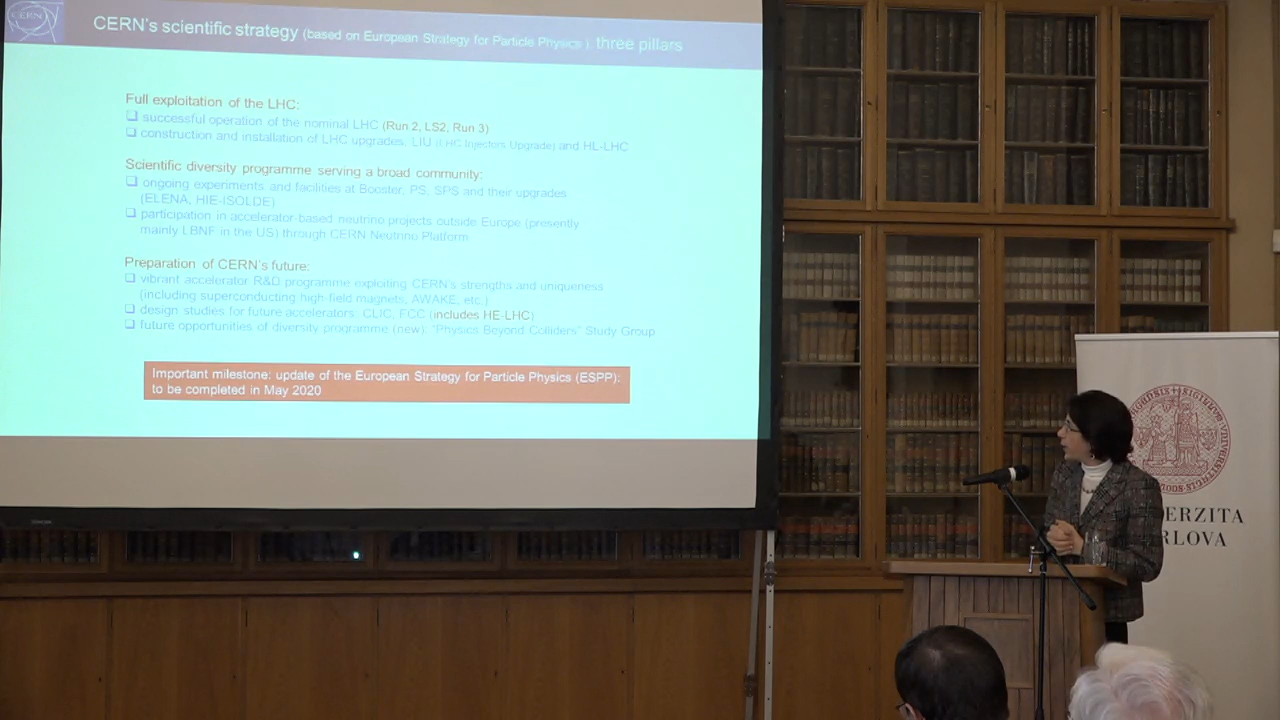 CERN
CERN's scientific strategy (based on European Strategy for Particle Physics ): three pillars
Full exploitation of the LHC:
❑ successful operation of the nominal LHC (Run 2, LS2, Run 3)
❑ construction and installation of LHC upgrades: LIU (LHC Injectors Upgrade) and HL-LHC
Scientific diversity programme serving a broad community:
❑ ongoing experiments and facilities at Booster, PS, SPS and their upgrades
(ELENA, HIE-ISOLDE)
❑ participation in accelerator-based neutrino projects outside Europe (presently
mainly LBNF in the US) through CERN Neutrino Platform
Preparation of CERN's future:
❑ vibrant accelerator R&D programme exploiting CERN's strengths and uniqueness
(including superconducting high-field magnets, AWAKE, etc.)
❑ design studies for future accelerators: CLIC, FCC (includes HE-LHC)
❑ future opportunities of diversity programme (new): "Physics Beyond Colliders" Study Group
Important milestone: update of the European Strategy for Particle Physics (ESPP):
to be completed in May 2020
ERZITA
RLOVA